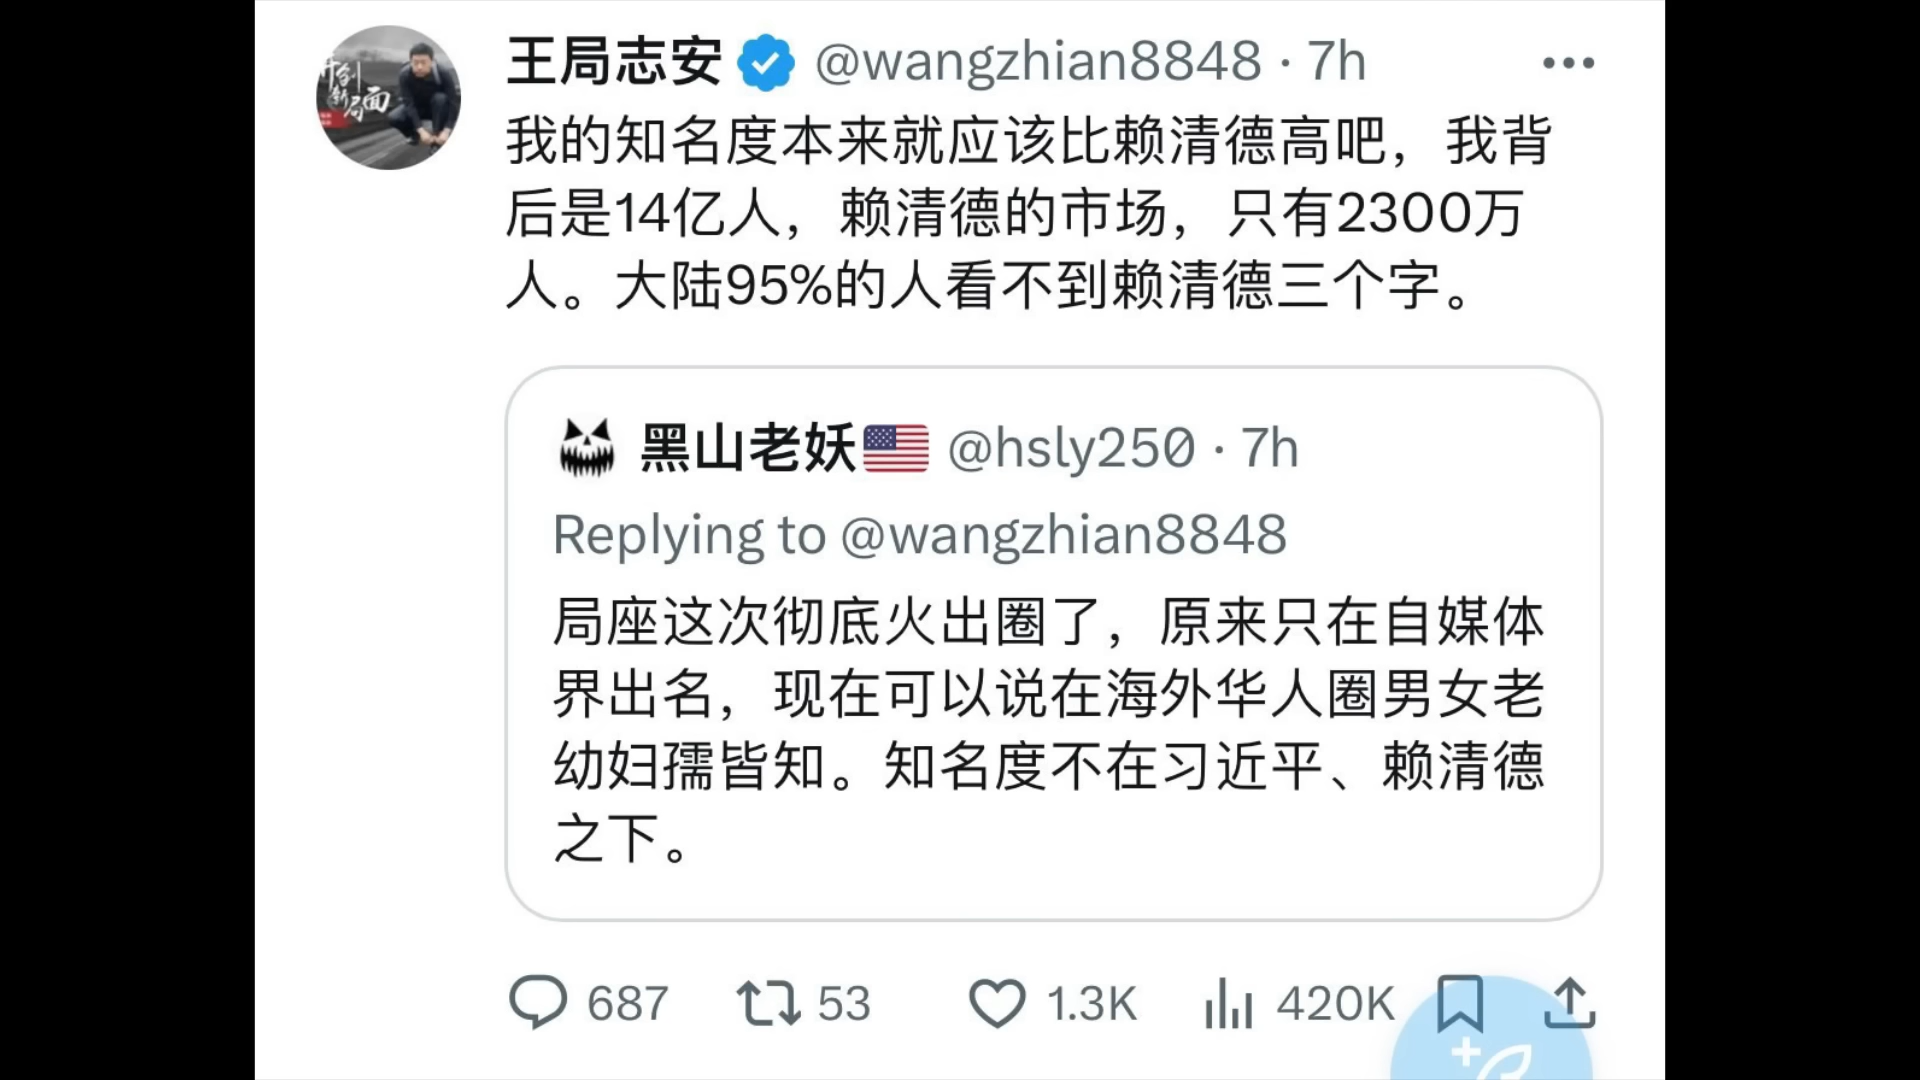 开创
新局面
王局志安 @wangzhian8848 · 7h
我的知名度本来就应该比赖清德高吧，我背
后是14亿人，赖清德的市场，只有2300万
人。大陆95%的人看不到赖清德三个字。
黑山老妖🇺🇸 @hsly250 · 7h
Replying to @wangzhian8848
局座这次彻底火出圈了，原来只在自媒体
界出名，现在可以说在海外华人圈男女老
幼妇孺皆知。知名度不在习近平、赖清德
之下。
687 53 1.3K 420K